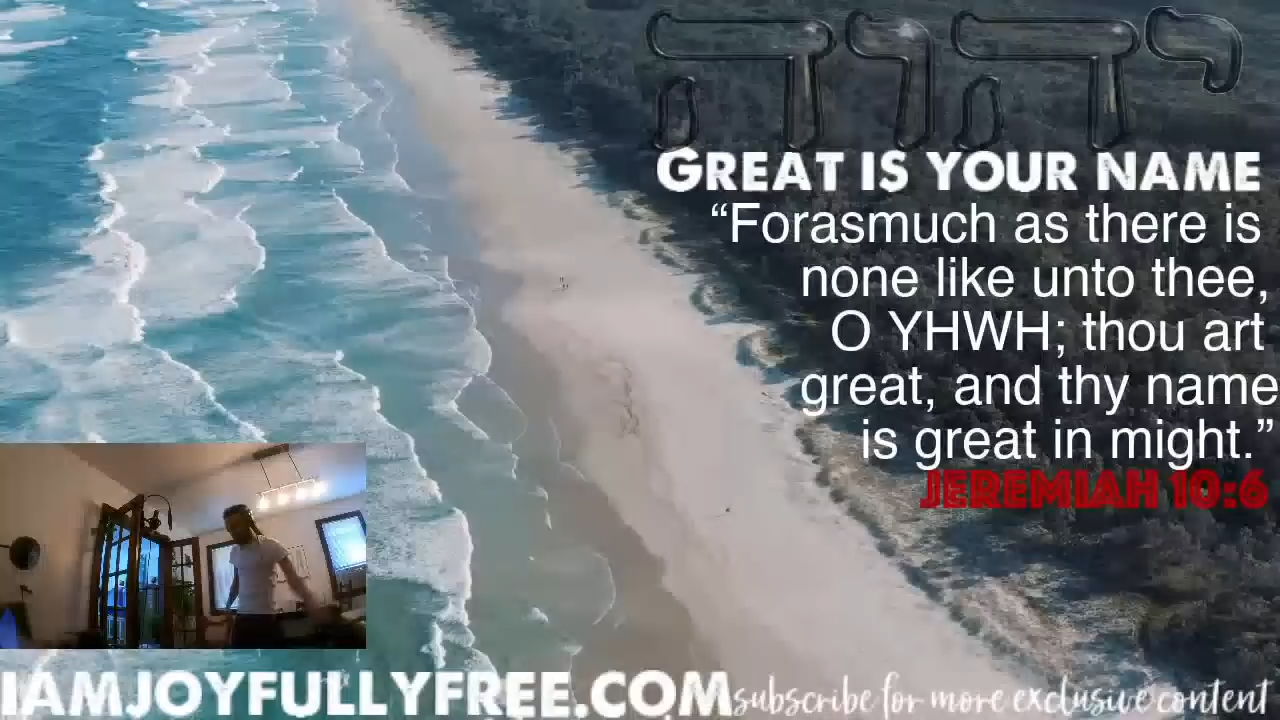 יהוה
GREAT IS YOUR NAME
“Forasmuch as there is
none like unto thee,
O YHWH; thou art
great, and thy name
is great in might.”
JEREMIAH 10:6
IAMJOYFULLYFREE.COM subscribe for more exclusive content